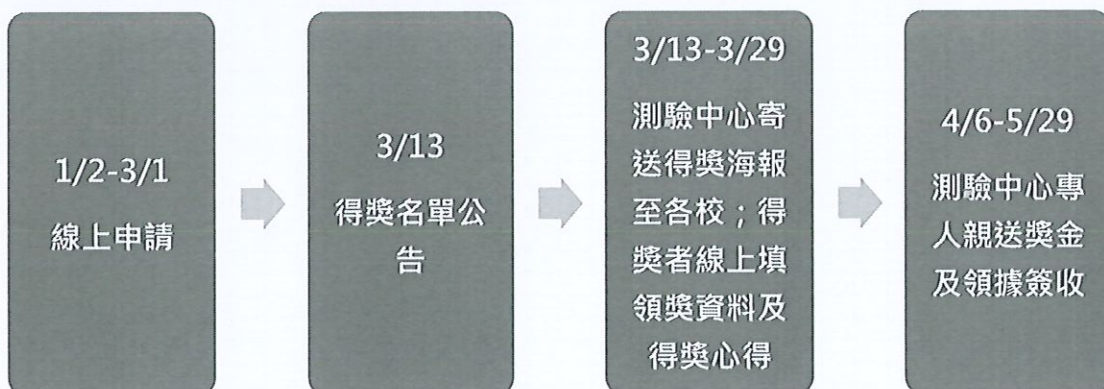 1/2-3/1
線上申請
3/13
得獎名單公
告
3/13-3/29
測驗中心寄
送得獎海報
至各校；得
獎者線上填
領獎資料及
得獎心得
4/6-5/29
測驗中心專
人親送獎金
及領據簽收